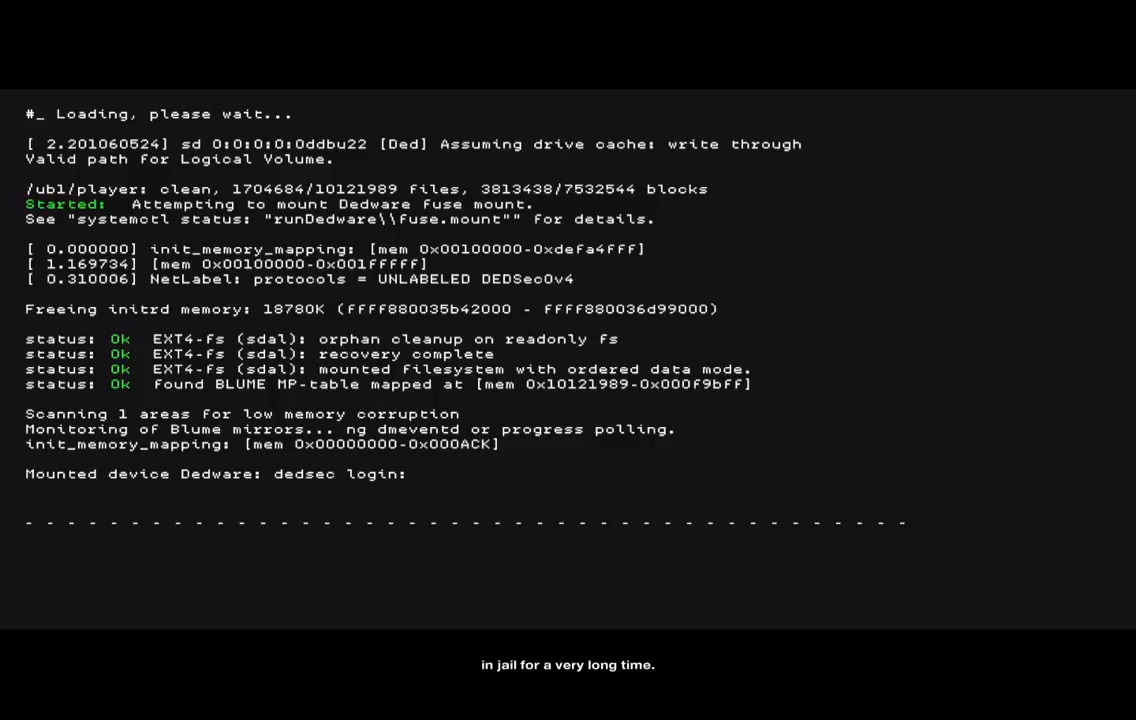 #_ Loading, please wait...
[ 2.201060524] sd 0:0:0:0:0ddbu22 [Ded] Assuming drive cache: write through
Valid path for Logical Volume.
/ubl/player: clean, 1704684/10121989 files, 3813438/7532544 blocks
Started: Attempting to mount Dedware Fuse mount.
See "systemctl status: "runDedware\\fuse.mount"" for details.
[ 0.000000] init_memory_mapping: [mem 0x00100000-0xdefa4fff]
[ 1.169734] [mem 0x00100000-0x001fffff]
[ 0.310006] NetLabel: protocols = UNLABELED DEDSec0v4
Freeing initrd memory: 18780K (ffff880035b42000 - ffff880036d99000)
status: Ok EXT4-fs (sdal): orphan cleanup on readonly fs
status: Ok EXT4-fs (sdal): recovery complete
status: Ok EXT4-fs (sdal): mounted filesystem with ordered data mode.
status: Ok Found BLUME MP-table mapped at [mem 0x10121989-0x000f9bff]
Scanning 1 areas for low memory corruption
Monitoring of Blume mirrors... ng dmeventd or progress polling.
init_memory_mapping: [mem 0x00000000-0x000ACK]
Mounted device Dedware: dedsec login:
- - - - - - - - - - - - - - - - - - - - - - - - - - - - - - - - - -
in jail for a very long time.